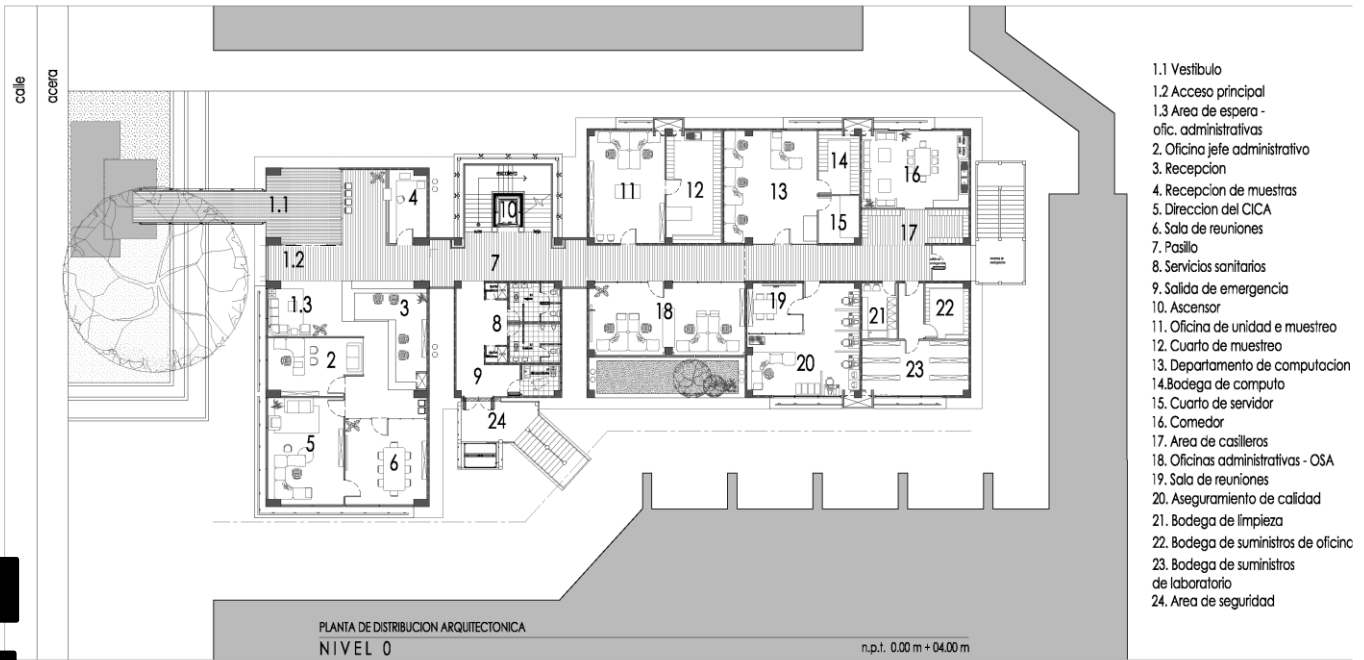 calle
acera
1.1
1.2
1.3
2
3
4
5
6
7
8
9
escalera
10
11
12
13
14
15
16
17
18
19
20
21
22
23
24
1.1 Vestibulo
1.2 Acceso principal
1.3 Area de espera -
ofic. administrativas
2. Oficina jefe administrativo
3. Recepcion
4. Recepcion de muestras
5. Direccion del CICA
6. Sala de reuniones
7. Pasillo
8. Servicios sanitarios
9. Salida de emergencia
10. Ascensor
11. Oficina de unidad e muestreo
12. Cuarto de muestreo
13. Departamento de computacion
14.Bodega de computo
15. Cuarto de servidor
16. Comedor
17. Area de casilleros
18. Oficinas administrativas - OSA
19. Sala de reuniones
20. Aseguramiento de calidad
21. Bodega de limpieza
22. Bodega de suministros de oficina
23. Bodega de suministros
de laboratorio
24. Area de seguridad
PLANTA DE DISTRIBUCION ARQUITECTONICA
NIVEL 0
n.p.t. 0.00 m + 04.00 m